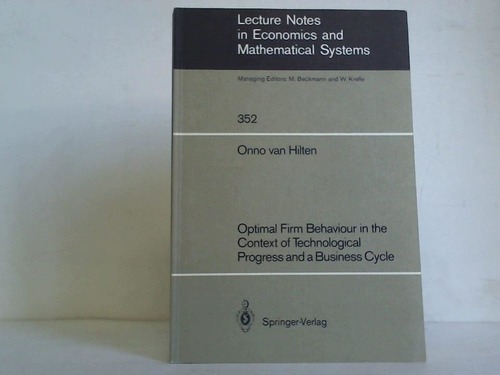 Lecture Notes
in Economics and
Mathematical Systems
Managing Editors: M. Beckmann and W. Krelle
352
Onno van Hilten
Optimal Firm Behaviour in the
Context of Technological
Progress and a Business Cycle
Springer-Verlag